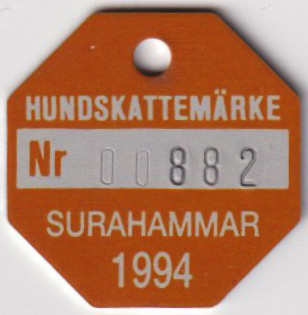 HUNDSKATTEMÄRKE
Nr 00882
SURAHAMMAR
1994